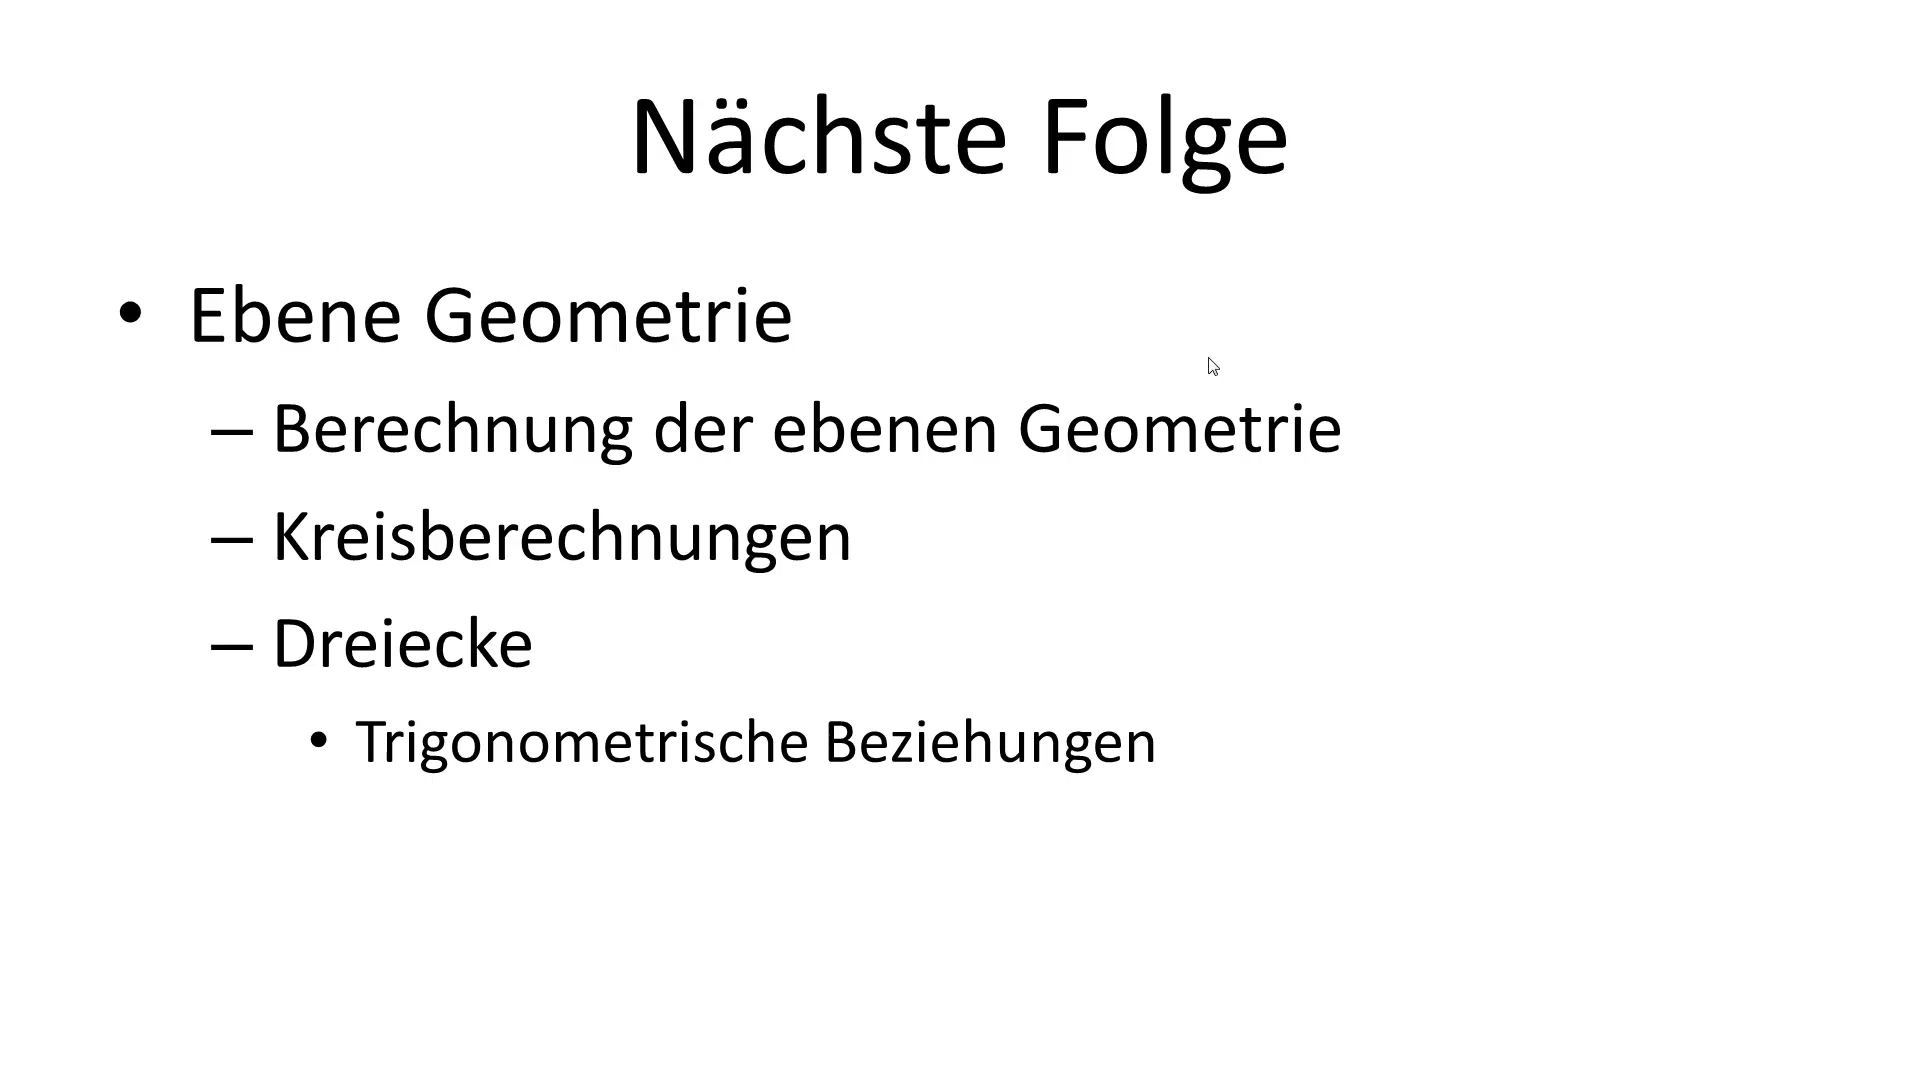 Nächste Folge
• Ebene Geometrie
– Berechnung der ebenen Geometrie
– Kreisberechnungen
– Dreiecke
• Trigonometrische Beziehungen